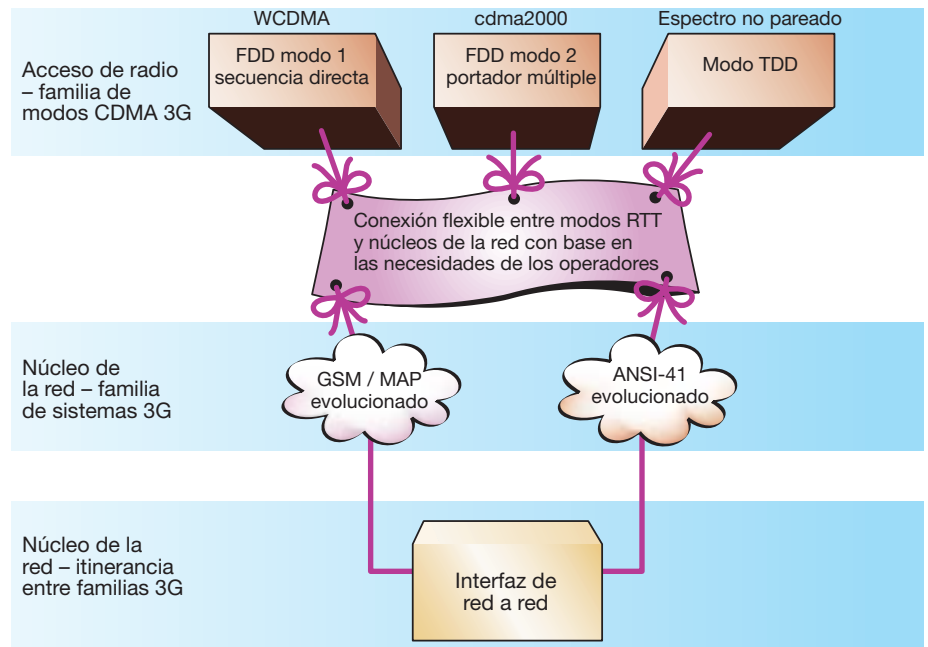 WCDMA
cdma2000
Espectro no pareado
Acceso de radio
– familia de
modos CDMA 3G
FDD modo 1
secuencia directa
FDD modo 2
portador múltiple
Modo TDD
Conexión flexible entre modos RTT
y núcleos de la red con base en
las necesidades de los operadores
Núcleo de
la red – familia
de sistemas 3G
GSM / MAP
evolucionado
ANSI-41
evolucionado
Núcleo de la
red – itinerancia
entre familias 3G
Interfaz de
red a red